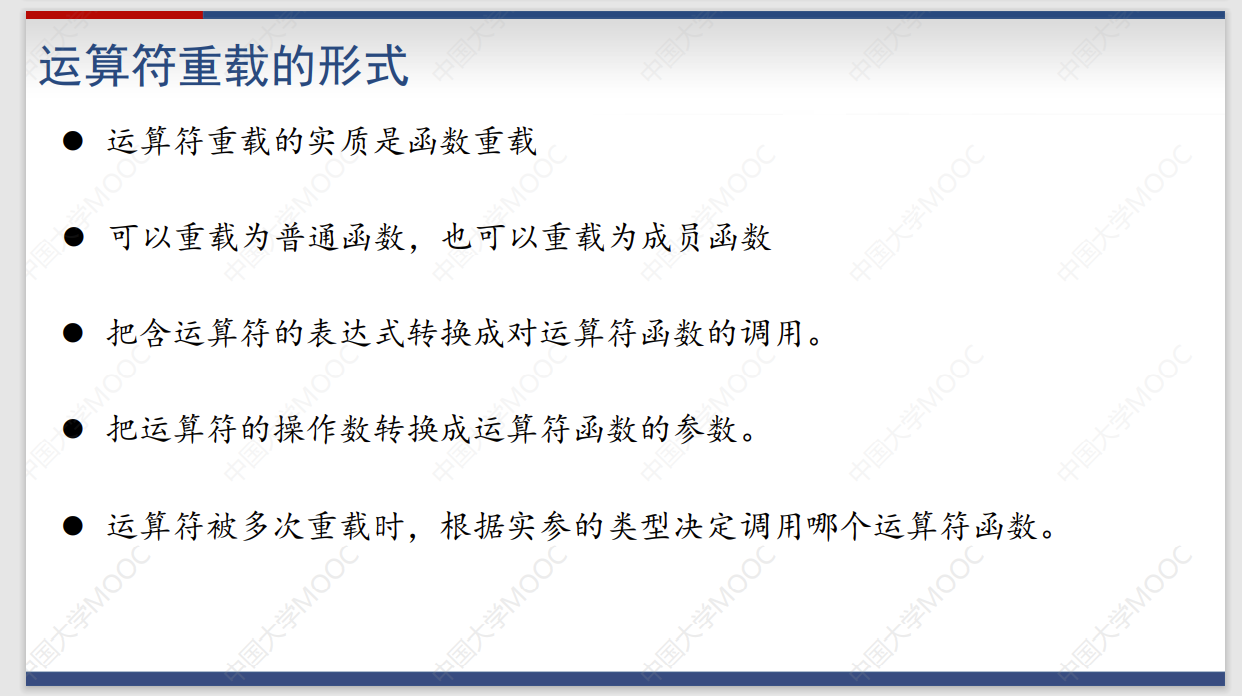 运算符重载的形式
● 运算符重载的实质是函数重载
● 可以重载为普通函数，也可以重载为成员函数
● 把含运算符的表达式转换成对运算符函数的调用。
● 把运算符的操作数转换成运算符函数的参数。
● 运算符被多次重载时，根据实参的类型决定调用哪个运算符函数。
中国大学MOOC